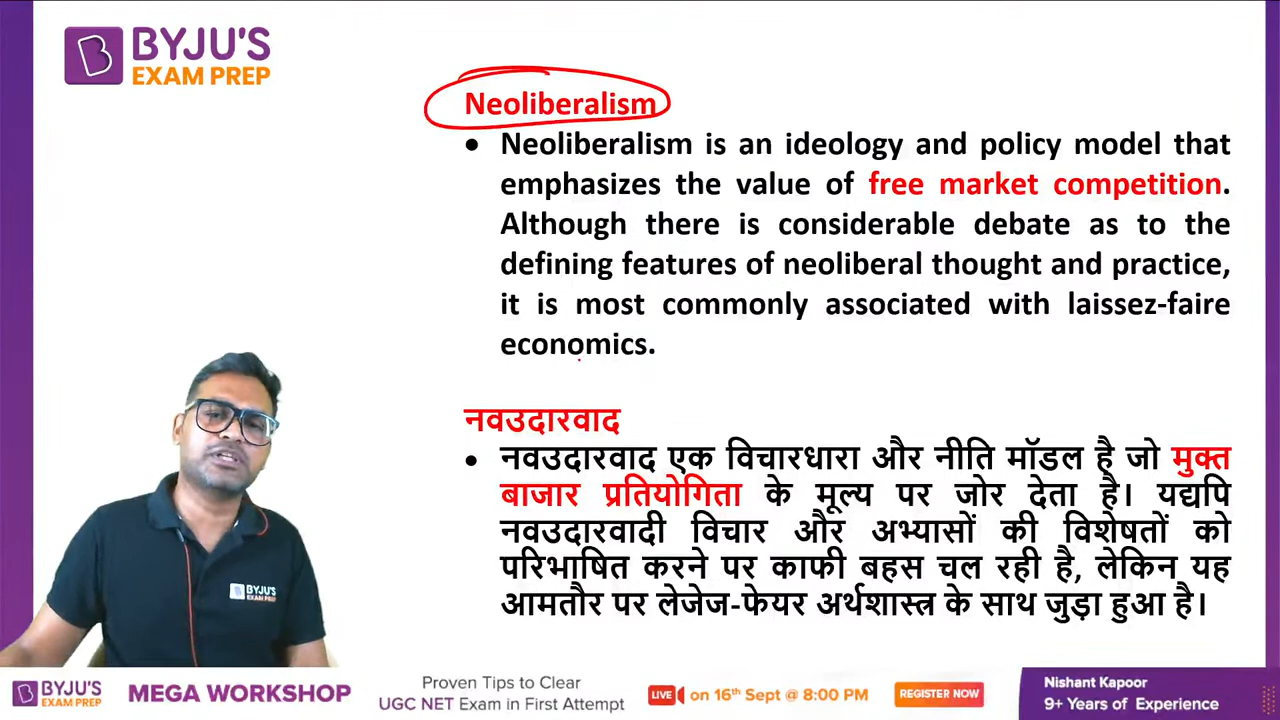 BYJU'S
EXAM PREP
Neoliberalism
• Neoliberalism is an ideology and policy model that
emphasizes the value of free market competition.
Although there is considerable debate as to the
defining features of neoliberal thought and practice,
it is most commonly associated with laissez-faire
economics.
नवउदारवाद
• नवउदारवाद एक विचारधारा और नीति मॉडल है जो मुक्त
बाजार प्रतियोगिता के मूल्य पर जोर देता है। यद्यपि
नवउदारवादी विचार और अभ्यासों की विशेषतों को
परिभाषित करने पर काफी बहस चल रही है, लेकिन यह
आमतौर पर लेजेज-फेयर अर्थशास्त्र के साथ जुड़ा हुआ है।
BYJU'S
EXAM PREP
BYJU'S
EXAM PREP
MEGA WORKSHOP
Proven Tips to Clear
UGC NET Exam in First Attempt
LIVE on 16th Sept @ 8:00 PM
REGISTER NOW
Nishant Kapoor
9+ Years of Experience